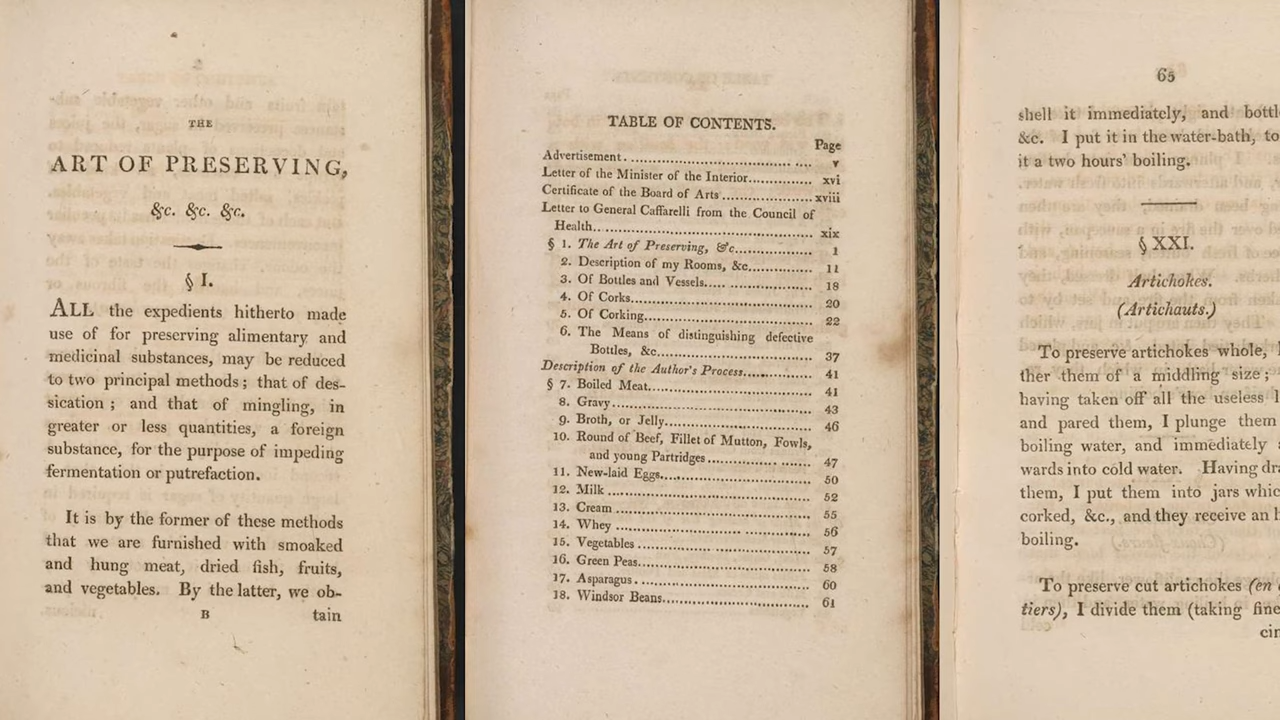 THE
ART OF PRESERVING,
&c. &c. &c.
§ I.
ALL the expedients hitherto made
use of for preserving alimentary and
medicinal substances, may be reduced
to two principal methods; that of des-
sication; and that of mingling, in
greater or less quantities, a foreign
substance, for the purpose of impeding
fermentation or putrefaction.
It is by the former of these methods
that we are furnished with smoaked
and hung meat, dried fish, fruits,
and vegetables. By the latter, we ob-
B tain
TABLE OF CONTENTS.
Page
Advertisement. v
Letter of the Minister of the Interior. xvi
Certificate of the Board of Arts xviii
Letter to General Caffarelli from the Council of
Health. xix
§ 1. The Art of Preserving, &c. 1
2. Description of my Rooms, &c. 11
3. Of Bottles and Vessels. 18
4. Of Corks. 20
5. Of Corking. 22
6. The Means of distinguishing defective
Bottles, &c. 37
Description of the Author's Process. 41
§ 7. Boiled Meat. 41
8. Gravy 43
9. Broth, or Jelly. 46
10. Round of Beef, Fillet of Mutton, Fowls,
and young Partridges 47
11. New-laid Eggs. 50
12. Milk 52
13. Cream 55
14. Whey 56
15. Vegetables 57
16. Green Peas. 58
17. Asparagus. 60
18. Windsor Beans. 61
65
shell it immediately, and bottl
&c. I put it in the water-bath, to
it a two hours' boiling.
§ XXI.
Artichokes.
(Artichauts.)
To preserve artichokes whole,
ther them of a middling size;
having taken off all the useless l
and pared them, I plunge them
boiling water, and immediately
wards into cold water. Having dra
them, I put them into jars whic
corked, &c., and they receive an h
boiling.
To preserve cut artichokes (en
tiers), I divide them (taking fine
cin